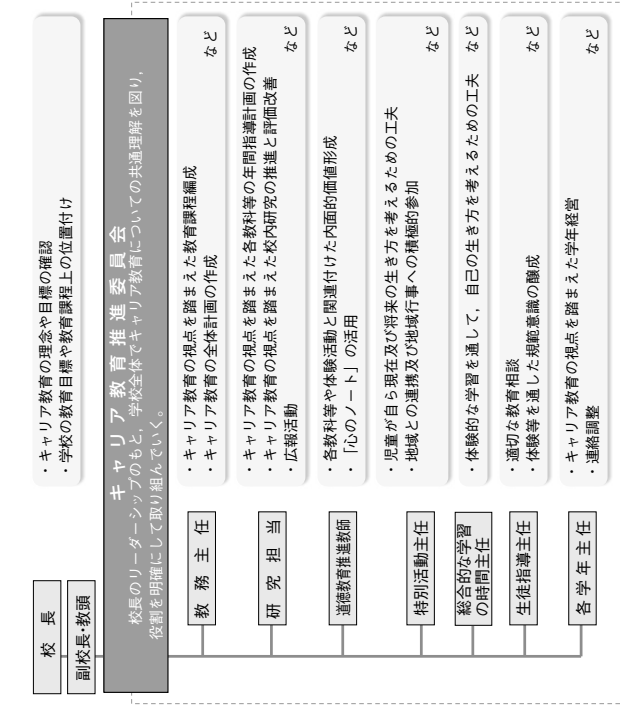 校長
副校長・教頭
・キャリア教育の理念や目標の確認
・学校の教育目標や教育課程上の位置付け
キャリア教育推進委員会
校長のリーダーシップのもと，学校全体でキャリア教育についての共通理解を図り，
役割を明確にして取り組んでいく。
教務主任
・キャリア教育の視点を踏まえた教育課程編成
・キャリア教育の全体計画の作成
など
研究担当
・キャリア教育の視点を踏まえた各教科等の年間指導計画の作成
・キャリア教育の視点を踏まえた校内研究の推進と評価改善
・広報活動
など
道徳教育推進教師
・各教科等や体験活動と関連付けた内面的価値形成
・「心のノート」の活用
など
特別活動主任
・児童が自ら現在及び将来の生き方を考えるための工夫
・地域との連携及び地域行事への積極的参加
など
総合的な学習
の時間主任
・体験的な学習を通して，自己の生き方を考えるための工夫
など
生徒指導主任
・適切な教育相談
・体験等を通した規範意識の醸成
など
各学年主任
・キャリア教育の視点を踏まえた学年経営
・連絡調整
など